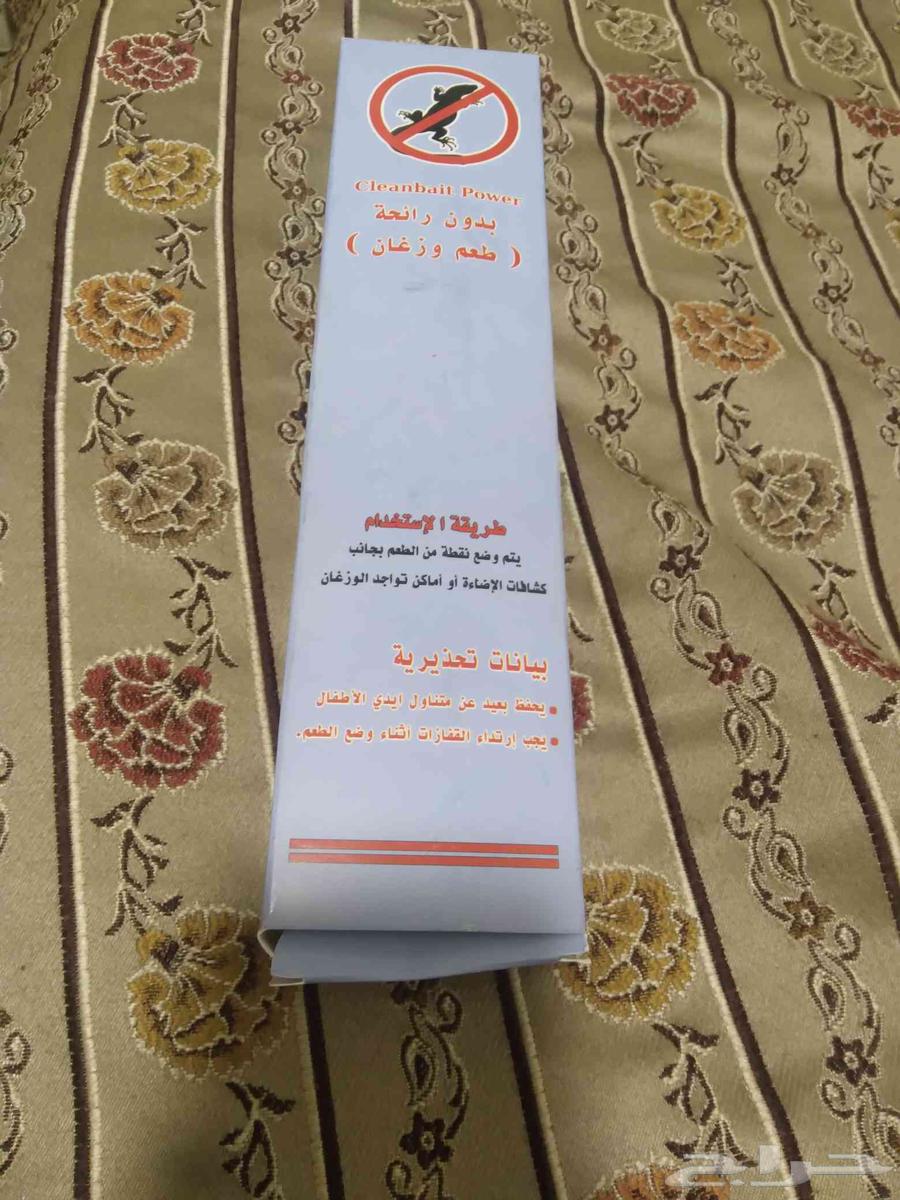 Cleanbait Power
بدون رائحة
( طعم وزغان )
طريقة الإستخدام
يتم وضع نقطة من الطعم بجانب
كشافات الإضاءة أو أماكن تواجد الوزغان
بيانات تحذيرية
• يحفظ بعيد عن متناول ايدي الأطفال
• يجب إرتداء القفازات أثناء وضع الطعم.
حراج